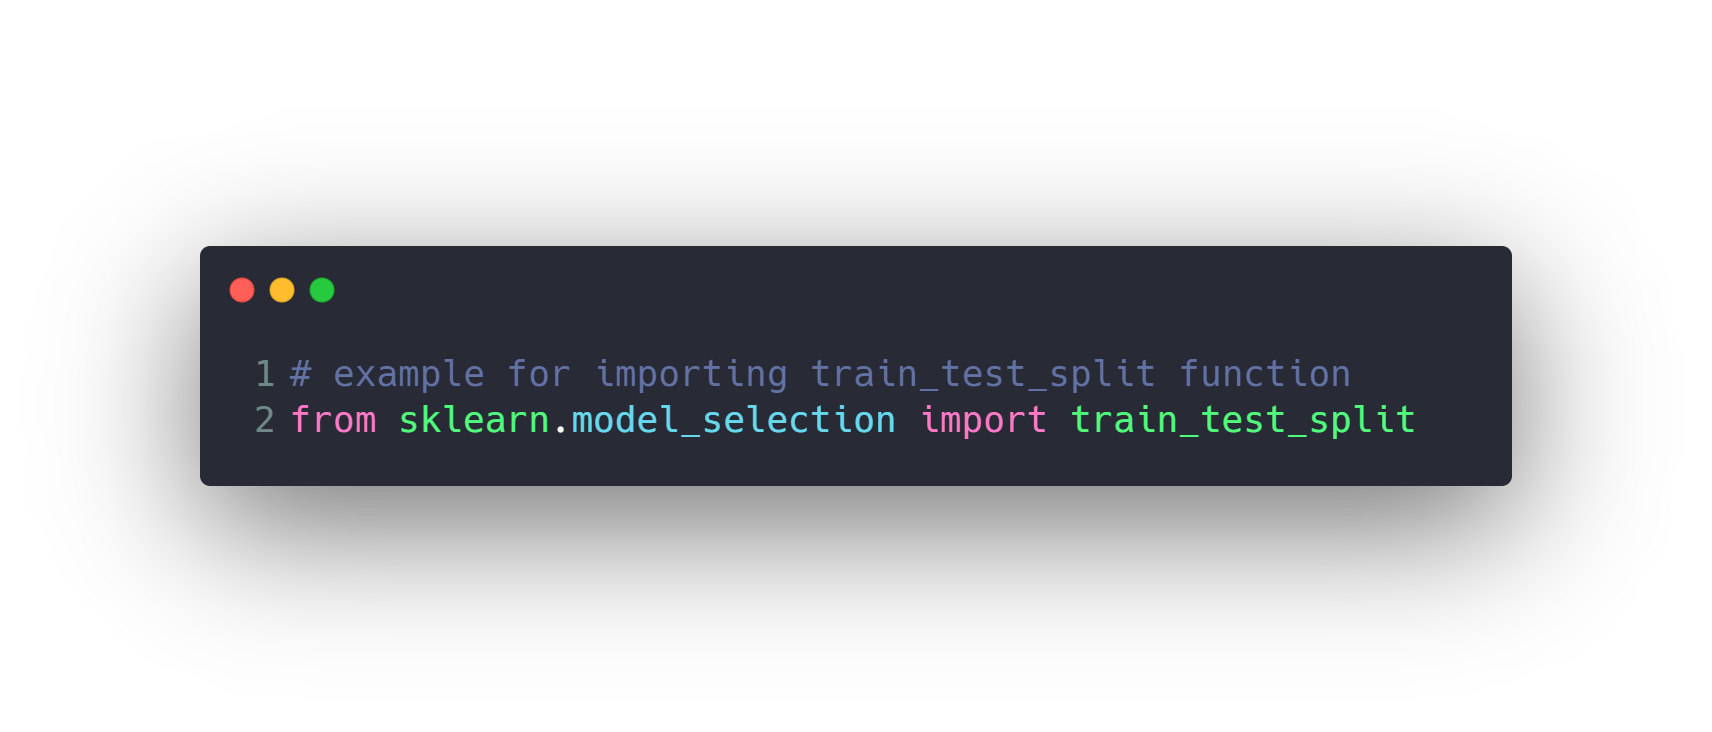 1 # example for importing train_test_split function
2 from sklearn.model_selection import train_test_split